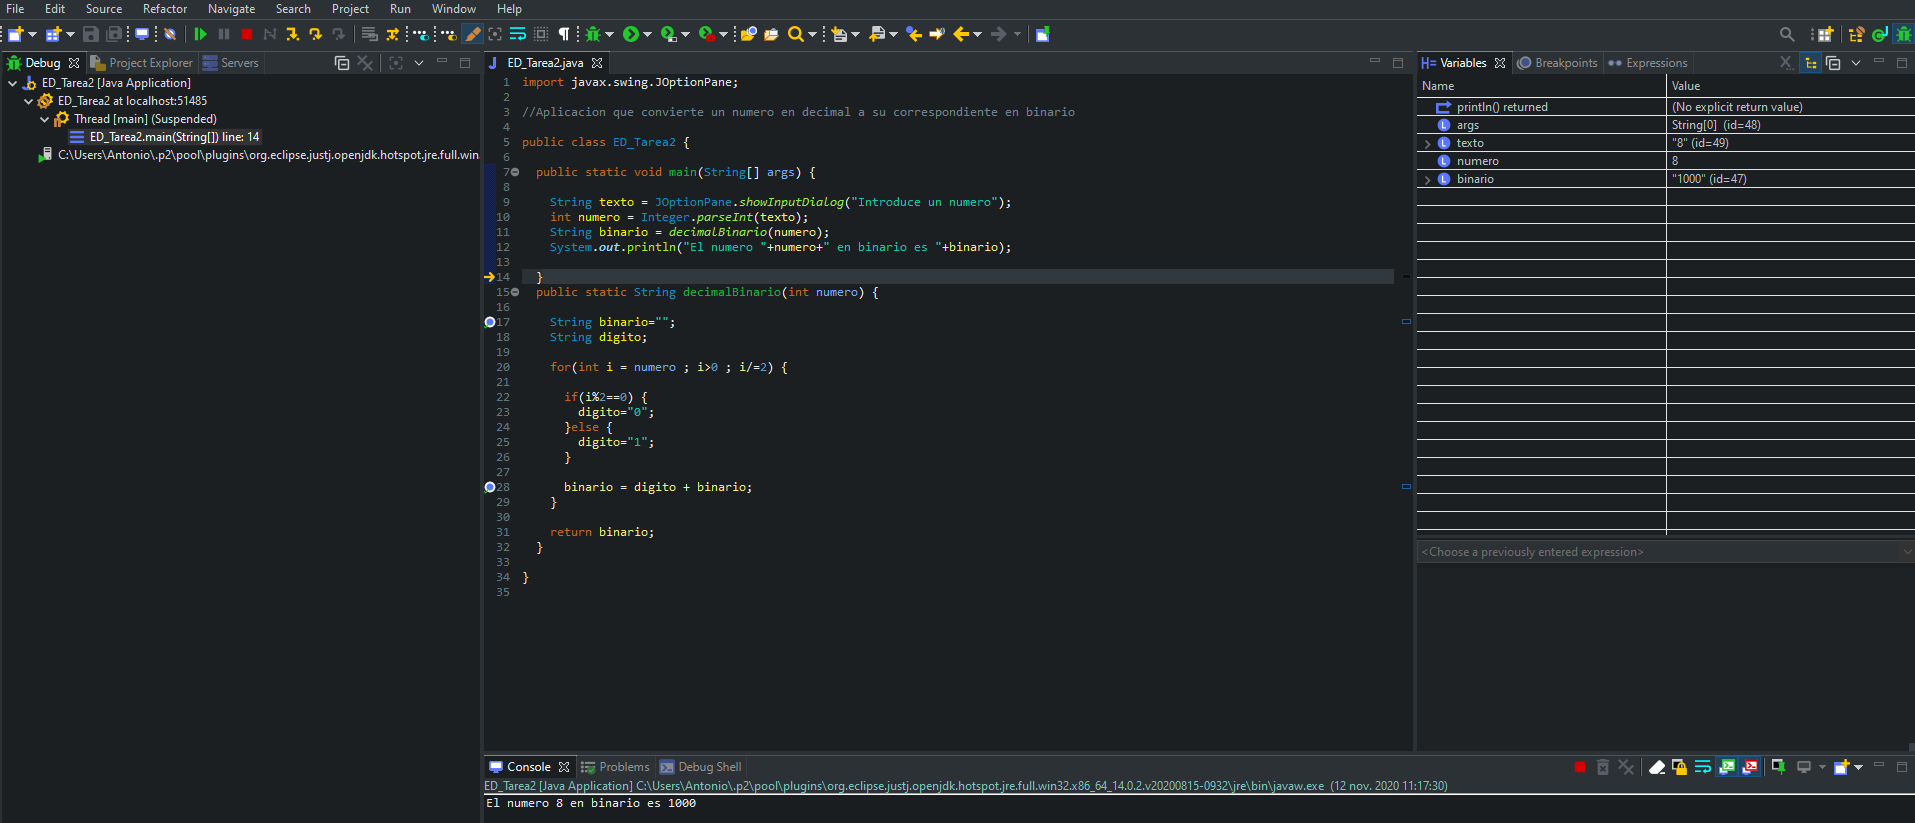 File Edit Source Refactor Navigate Search Project Run Window Help
Debug Project Explorer Servers
ED_Tarea2 [Java Application]
ED_Tarea2 at localhost:51485
Thread [main] (Suspended)
ED_Tarea2.main(String[]) line: 14
C:\Users\Antonio\.p2\pool\plugins\org.eclipse.justj.openjdk.hotspot.jre.full.win
ED_Tarea2.java
1 import javax.swing.JOptionPane;
2
3 //Aplicacion que convierte un numero en decimal a su correspondiente en binario
4
5 public class ED_Tarea2 {
6
7 public static void main(String[] args) {
8
9 String texto = JOptionPane.showInputDialog("Introduce un numero");
10 int numero = Integer.parseInt(texto);
11 String binario = decimalBinario(numero);
12 System.out.println("El numero "+numero+" en binario es "+binario);
13
14 }
15 public static String decimalBinario(int numero) {
16
17 String binario="";
18 String digito;
19
20 for(int i = numero ; i>0 ; i/=2) {
21
22 if(i%2==0) {
23 digito="0";
24 }else {
25 digito="1";
26 }
27
28 binario = digito + binario;
29 }
30
31 return binario;
32 }
33
34 }
35
Variables Breakpoints Expressions
Name Value
println() returned (No explicit return value)
args String[0] (id=48)
texto "8" (id=49)
numero 8
binario "1000" (id=47)
<Choose a previously entered expression>
Console Problems Debug Shell
ED_Tarea2 [Java Application] C:\Users\Antonio\.p2\pool\plugins\org.eclipse.justj.openjdk.hotspot.jre.full.win32.x86_64_14.0.2.v20200815-0932\jre\bin\javaw.exe (12 nov. 2020 11:17:30)
El numero 8 en binario es 1000